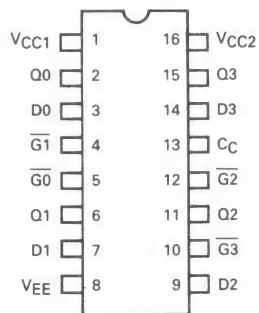 VCC1 1 16 VCC2
Q0 2 15 Q3
D0 3 14 D3
G1 4 13 CC
G0 5 12 G2
Q1 6 11 Q2
D1 7 10 G3
VEE 8 9 D2